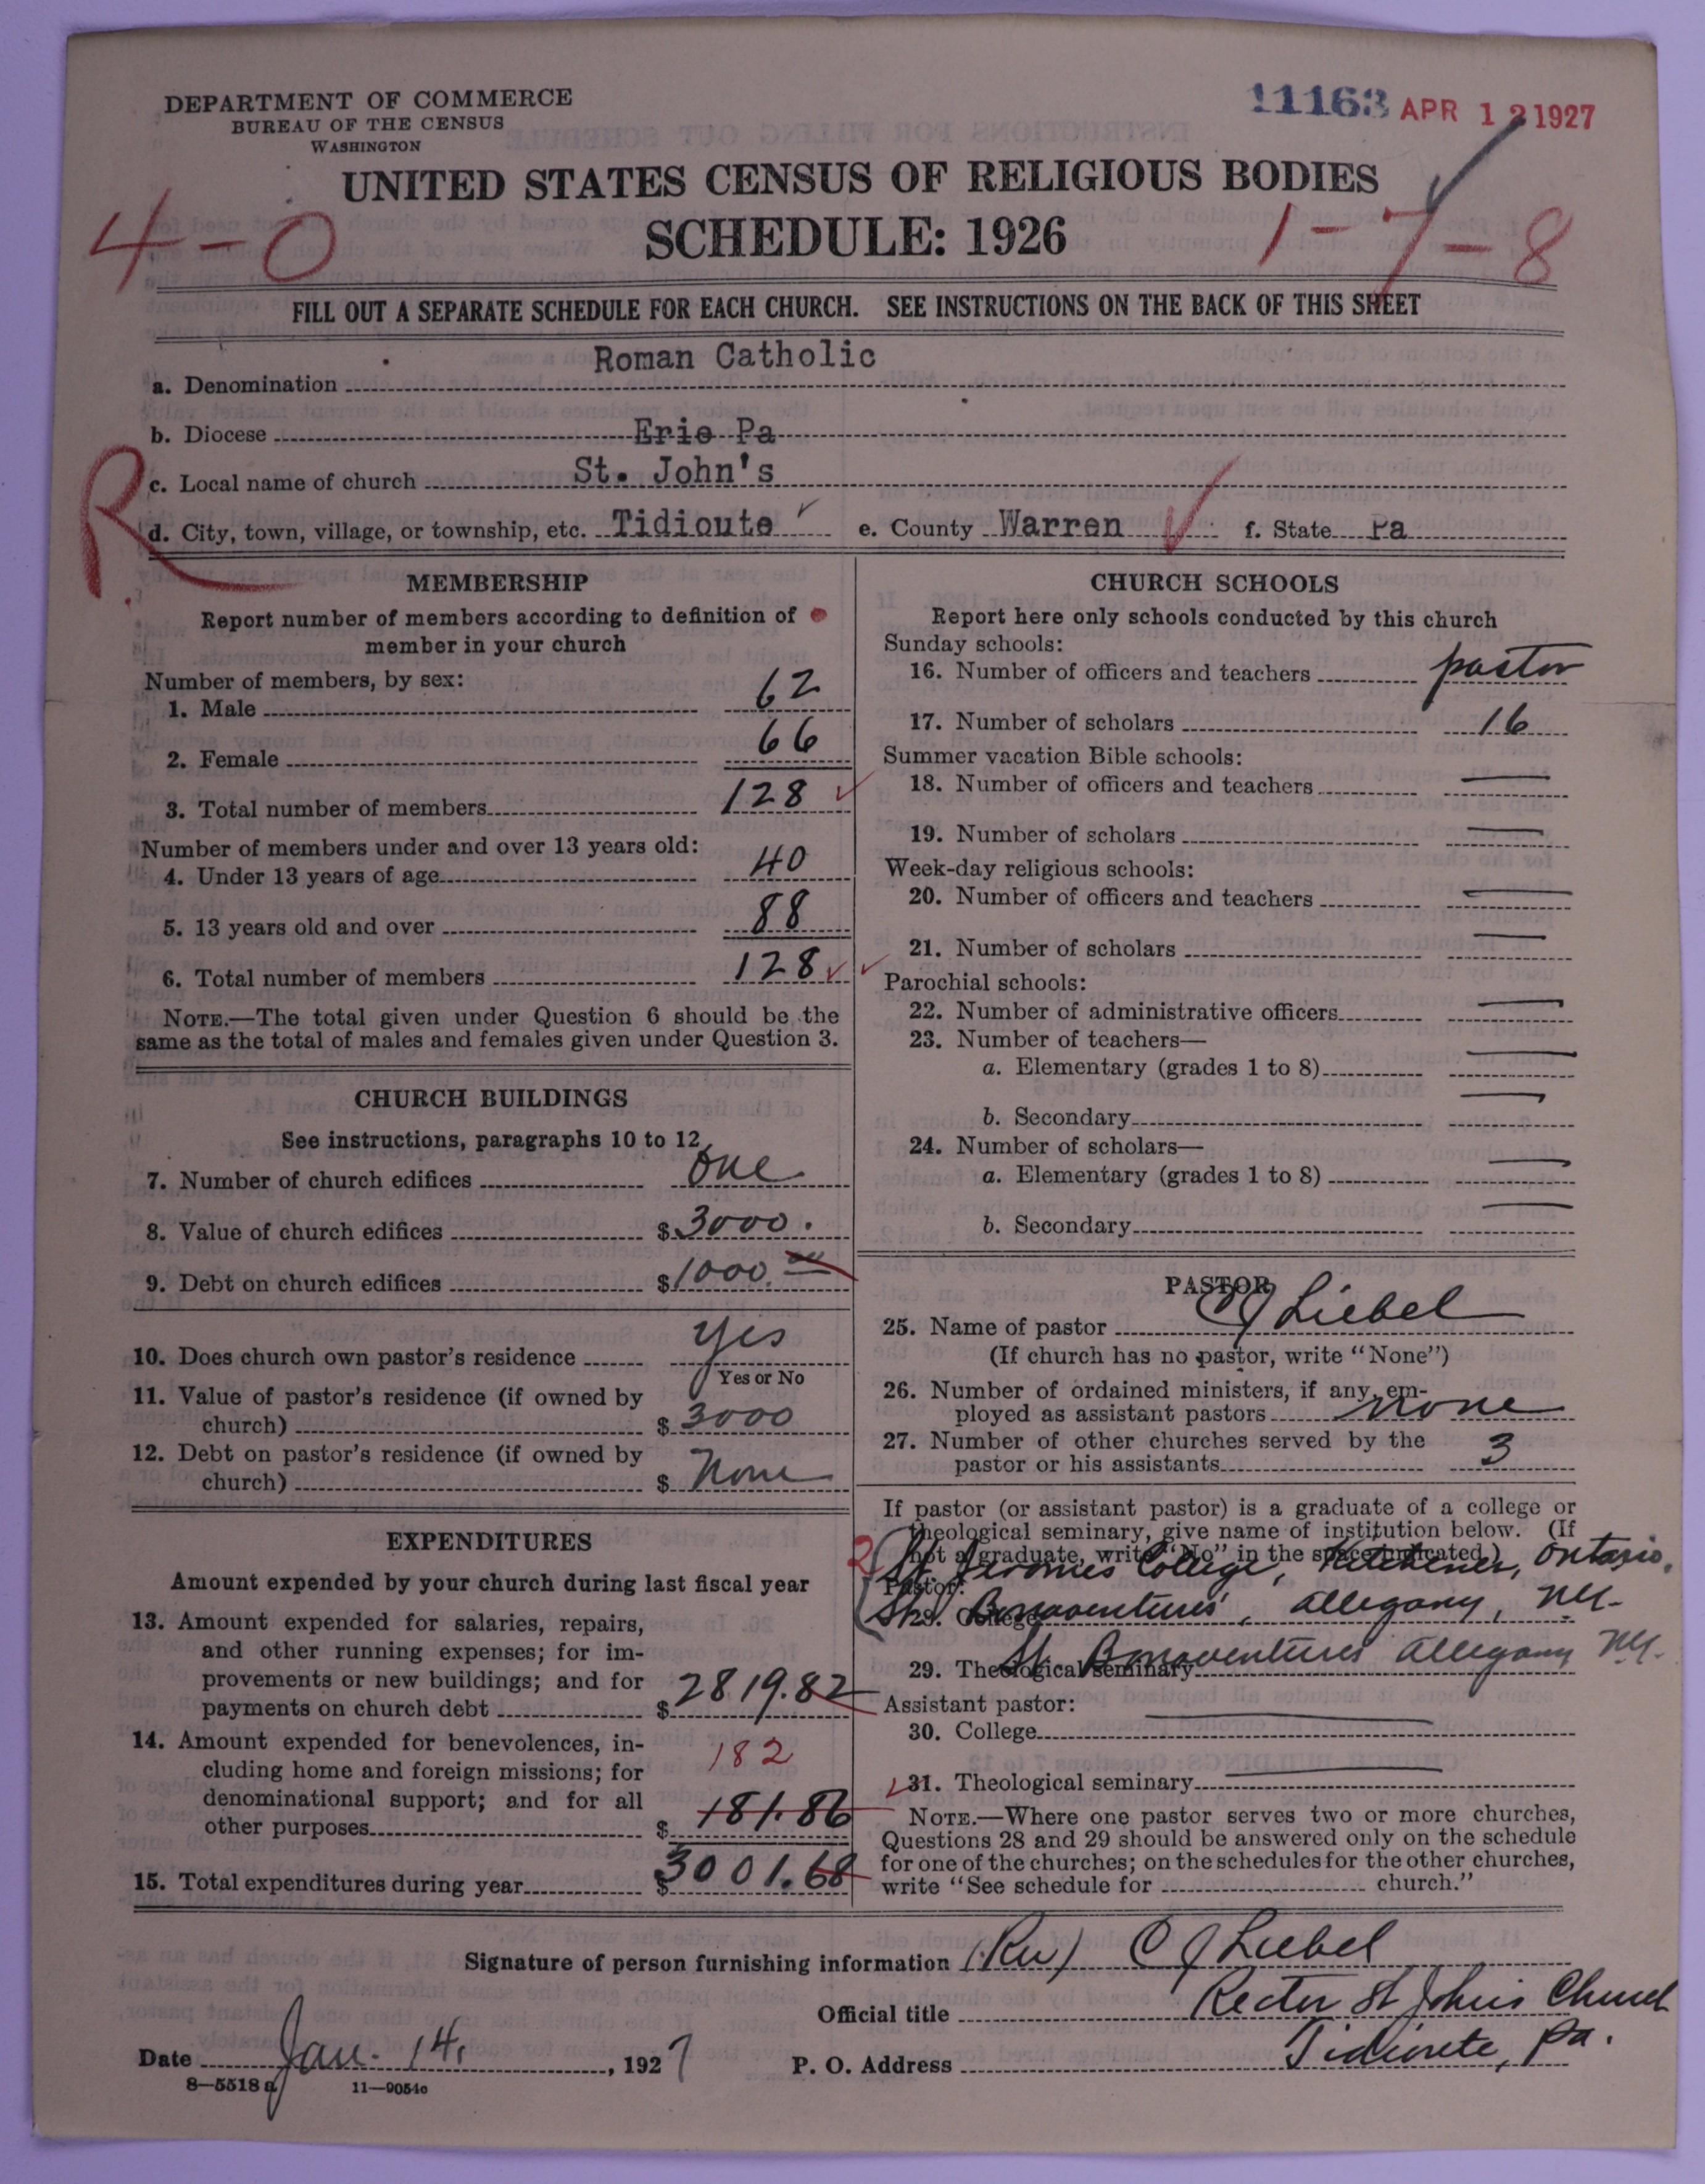 DEPARTMENT OF COMMERCE
BUREAU OF THE CENSUS
WASHINGTON
11163 APR 12 1927
UNITED STATES CENSUS OF RELIGIOUS BODIES
SCHEDULE: 1926
4-0
1-7-8
FILL OUT A SEPARATE SCHEDULE FOR EACH CHURCH. SEE INSTRUCTIONS ON THE BACK OF THIS SHEET
a. Denomination Roman Catholic
b. Diocese Erie Pa
c. Local name of church St. John's
R
d. City, town, village, or township, etc. Tidioute e. County Warren f. State Pa
MEMBERSHIP
Report number of members according to definition of
member in your church
Number of members, by sex:
1. Male 62
2. Female 66
3. Total number of members 128
Number of members under and over 13 years old:
4. Under 13 years of age 40
5. 13 years old and over 88
6. Total number of members 128
NOTE.—The total given under Question 6 should be the
same as the total of males and females given under Question 3.
CHURCH BUILDINGS
See instructions, paragraphs 10 to 12
7. Number of church edifices One
8. Value of church edifices $3000.
9. Debt on church edifices $1000.00
10. Does church own pastor's residence Yes
Yes or No
11. Value of pastor's residence (if owned by
church) $3000
12. Debt on pastor's residence (if owned by
church) $None
EXPENDITURES
Amount expended by your church during last fiscal year
13. Amount expended for salaries, repairs,
and other running expenses; for im-
provements or new buildings; and for
payments on church debt $2819.82
14. Amount expended for benevolences, in-
182
cluding home and foreign missions; for
denominational support; and for all
other purposes $181.86
15. Total expenditures during year $3001.68
CHURCH SCHOOLS
Report here only schools conducted by this church
Sunday schools:
16. Number of officers and teachers pastor
17. Number of scholars 16
Summer vacation Bible schools:
18. Number of officers and teachers —
19. Number of scholars —
Week-day religious schools:
20. Number of officers and teachers —
21. Number of scholars —
Parochial schools:
22. Number of administrative officers —
23. Number of teachers—
a. Elementary (grades 1 to 8) —
b. Secondary —
24. Number of scholars—
a. Elementary (grades 1 to 8) —
b. Secondary —
PASTOR
25. Name of pastor C J Liebel
(If church has no pastor, write "None")
26. Number of ordained ministers, if any, em-
ployed as assistant pastors none
27. Number of other churches served by the
pastor or his assistants 3
If pastor (or assistant pastor) is a graduate of a college or
theological seminary, give name of institution below. (If
not a graduate, write "No" in the space indicated.)
2 St. Jeromes College, Kitchener, Ontario.
Pastor:
28. College St. Bonaventures', Allegany, N.Y.
29. Theological seminary St Bonaventures Allegany N.Y.
Assistant pastor:
30. College —
31. Theological seminary —
NOTE.—Where one pastor serves two or more churches,
Questions 28 and 29 should be answered only on the schedule
for one of the churches; on the schedules for the other churches,
write "See schedule for church."
Signature of person furnishing information (Rev) C J Liebel
Official title Rector St Johns Church
Date Jan. 14, 1927 P. O. Address Tidioute, Pa.
8—5518 a 11—9054c